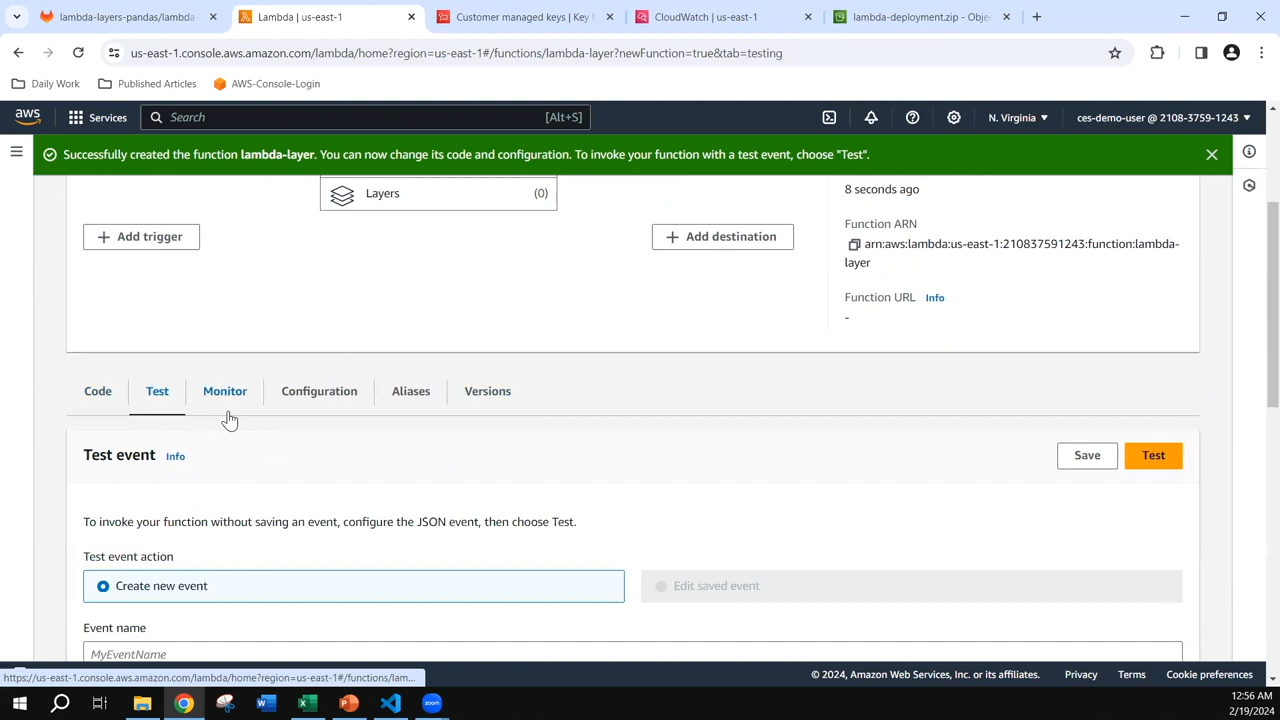 lambda-layers-pandas/lambda-
Lambda | us-east-1
Customer managed keys | Key
CloudWatch | us-east-1
lambda-deployment.zip - Obje
us-east-1.console.aws.amazon.com/lambda/home?region=us-east-1#/functions/lambda-layer?newFunction=true&tab=testing
Daily Work
Published Articles
AWS-Console-Login
aws
Services
Search
[Alt+S]
N. Virginia
ces-demo-user @ 2108-3759-1243
Successfully created the function lambda-layer. You can now change its code and configuration. To invoke your function with a test event, choose "Test".
Layers
(0)
8 seconds ago
Add trigger
Add destination
Function ARN
arn:aws:lambda:us-east-1:210837591243:function:lambda-
layer
Function URL Info
-
Code
Test
Monitor
Configuration
Aliases
Versions
Test event Info
Save
Test
To invoke your function without saving an event, configure the JSON event, then choose Test.
Test event action
Create new event
Edit saved event
Event name
MyEventName
https://us-east-1.console.aws.amazon.com/lambda/home?region=us-east-1#/functions/lam...
© 2024, Amazon Web Services, Inc. or its affiliates.
Privacy
Terms
Cookie preferences
zoom
12:56 AM
2/19/2024